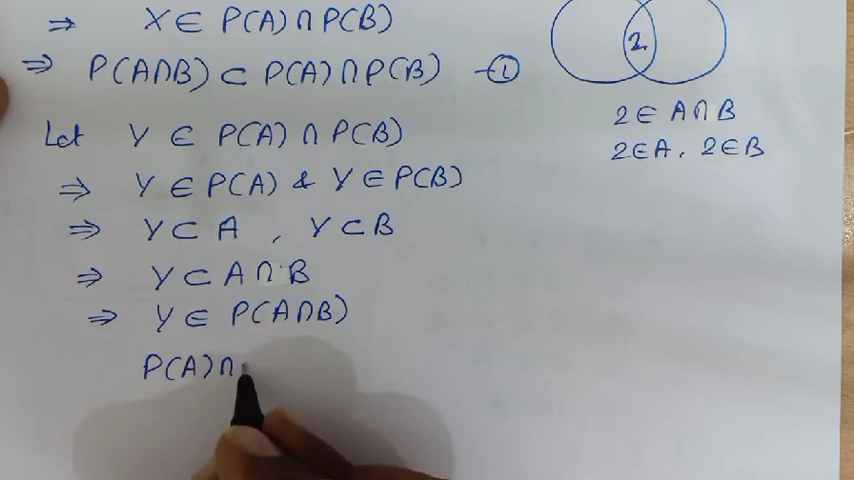 ⇒ X ∈ P(A) ∩ P(B)
⇒ P(A∩B) ⊂ P(A) ∩ P(B) —①
Let Y ∈ P(A) ∩ P(B)
⇒ Y ∈ P(A) & Y ∈ P(B)
⇒ Y ⊂ A , Y ⊂ B
⇒ Y ⊂ A ∩ B
⇒ Y ∈ P(A∩B)
P(A) ∩
2
2 ∈ A ∩ B
2 ∈ A , 2 ∈ B